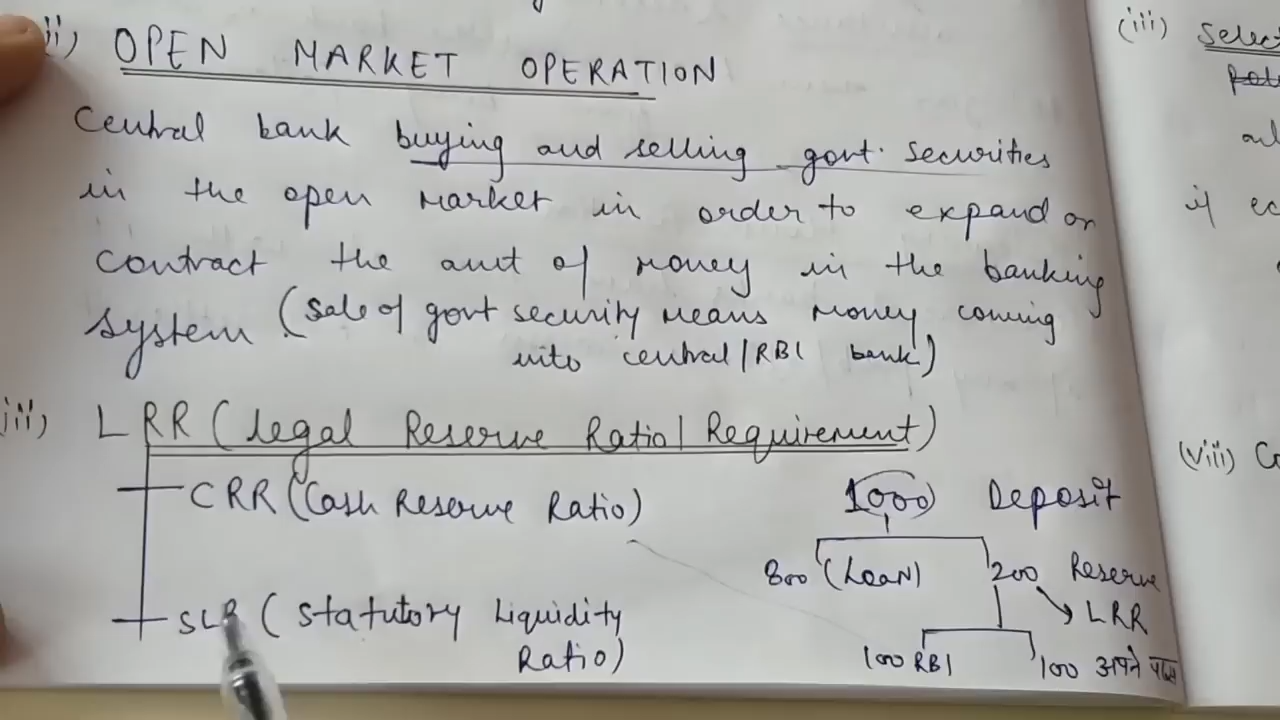 ii) OPEN MARKET OPERATION
Central bank buying and selling govt. securities
in the open market in order to expand or
contract the amt of money in the banking
system (Sale of govt security means money coming
into central/RBI bank)
iii) LRR (Legal Reserve Ratio/Requirement)
CRR (Cash Reserve Ratio)
SLR (Statutory Liquidity
Ratio)
1000 Deposit
800 (Loan) 200 Reserve
LRR
100 RBI 100 अपने पास
(iii) Selec
if ec
(viii) Co